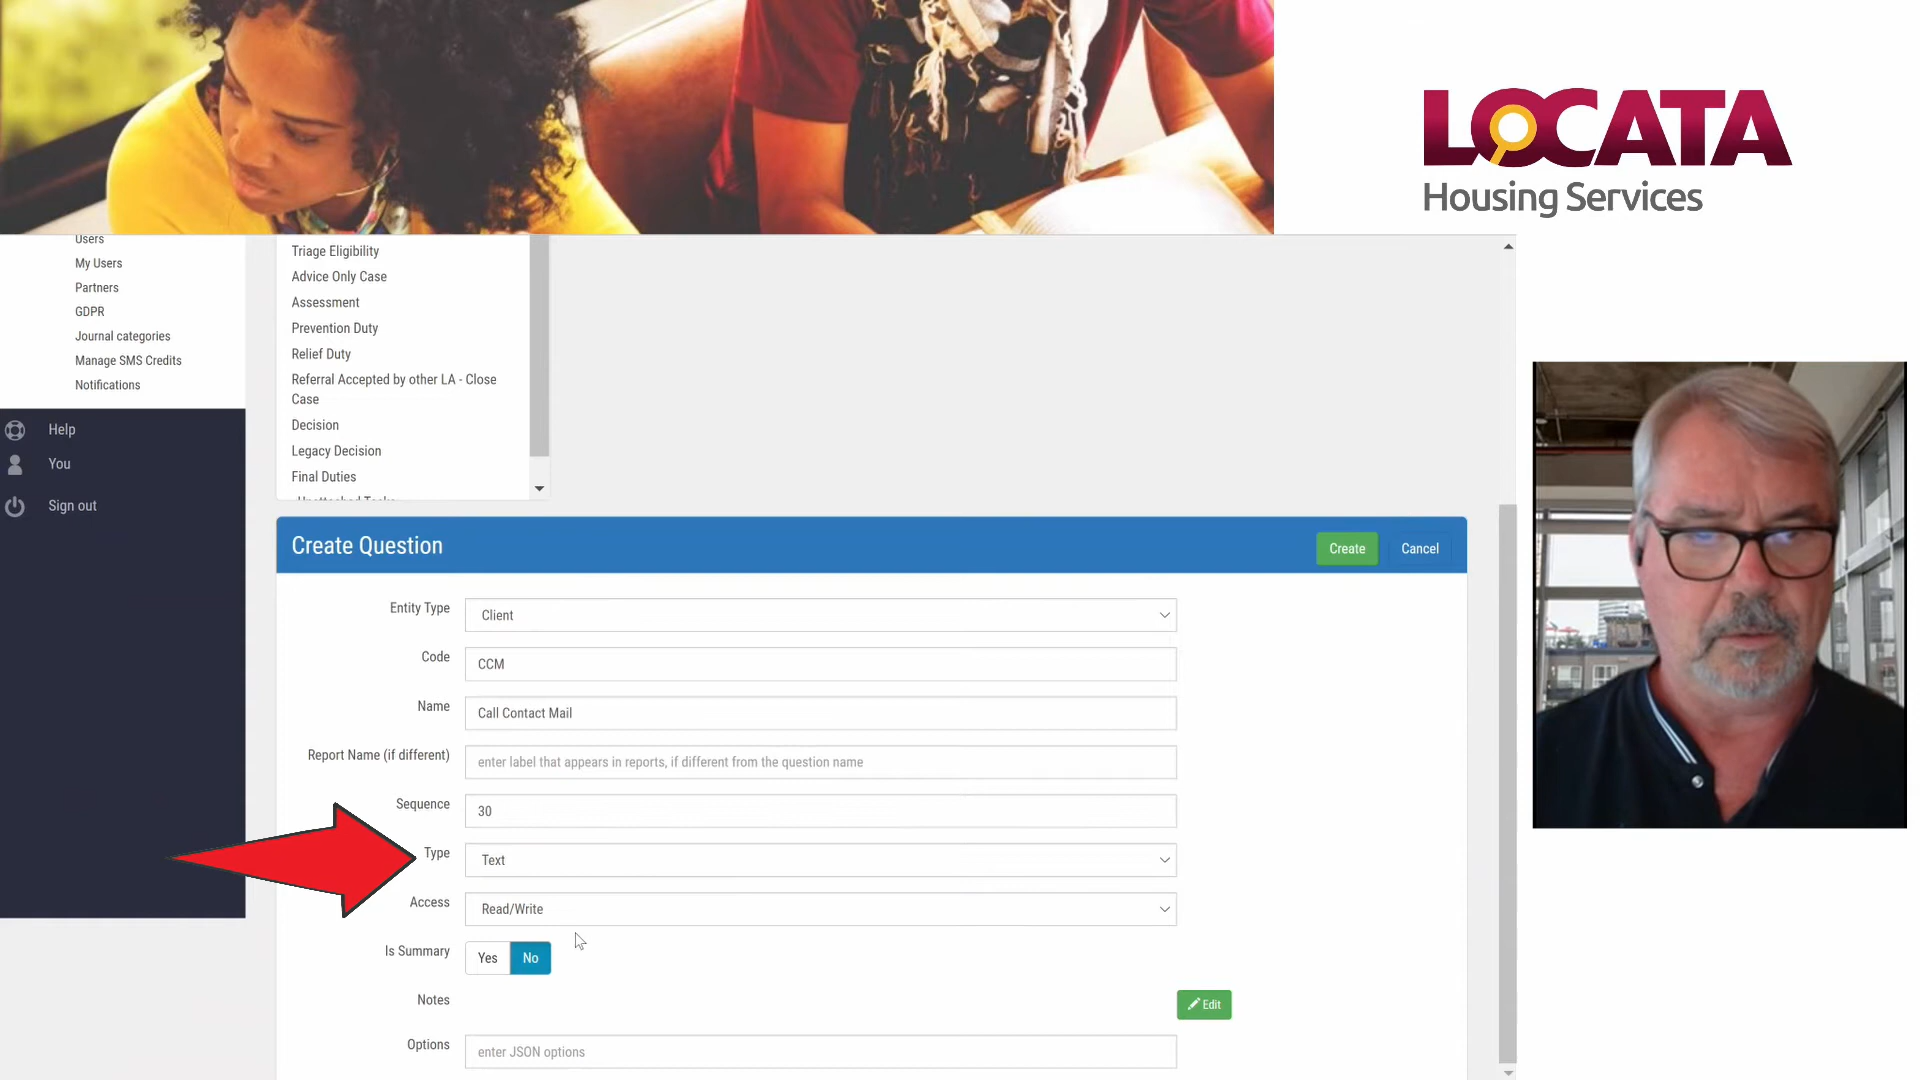 LOCATA
Housing Services
Users
My Users
Partners
GDPR
Journal categories
Manage SMS Credits
Notifications
Help
You
Sign out
Triage Eligibility
Advice Only Case
Assessment
Prevention Duty
Relief Duty
Referral Accepted by other LA - Close
Case
Decision
Legacy Decision
Final Duties
Create Question
Create
Cancel
Entity Type
Client
Code
CCM
Name
Call Contact Mail
Report Name (if different)
enter label that appears in reports, if different from the question name
Sequence
30
Type
Text
Access
Read/Write
Is Summary
Yes
No
Notes
Edit
Options
enter JSON options